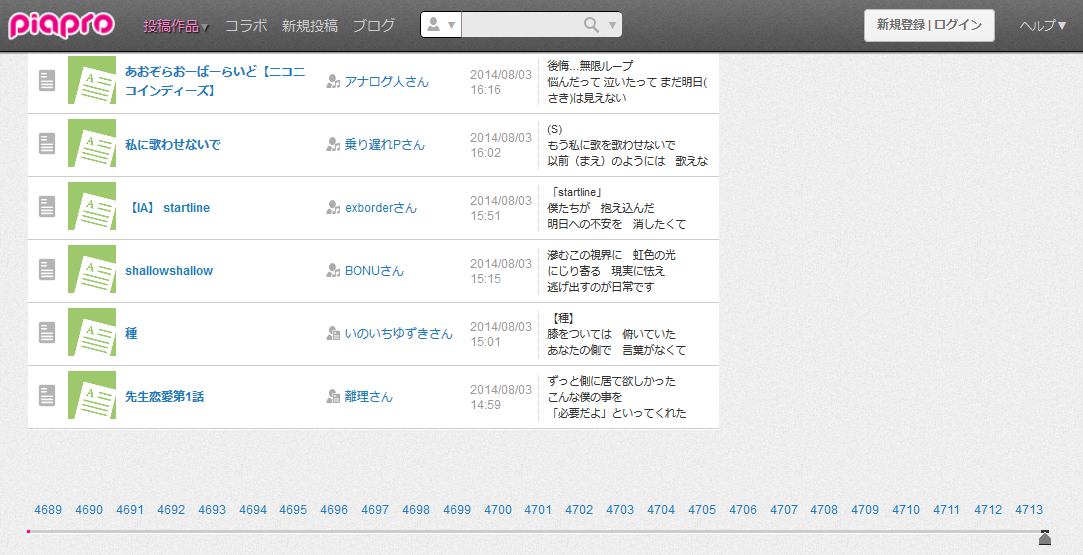 piapro 投稿作品▼ コラボ 新規投稿 ブログ ▼ ▼ 新規登録 | ログイン ヘルプ▼
あおぞらおーばーらいど【ニコニ
コインディーズ】
アナログ人さん
2014/08/03
16:16
後悔…無限ループ
悩んだって 泣いたって まだ明日(
さき)は見えない
私に歌わせないで
乗り遅れPさん
2014/08/03
16:02
(S)
もう私に歌を歌わせないで
以前（まえ）のようには　歌えな
【IA】 startline
exborderさん
2014/08/03
15:51
「startline」
僕たちが　抱え込んだ
明日への不安を　消したくて
shallowshallow
BONUさん
2014/08/03
15:15
滲むこの視界に　虹色の光
にじり寄る　現実に怯え
逃げ出すのが日常です
種
いのいちゆずきさん
2014/08/03
15:01
【種】
膝をついては　俯いていた
あなたの側で　言葉がなくて
先生恋愛第1話
離理さん
2014/08/03
14:59
ずっと側に居て欲しかった
こんな僕の事を
「必要だよ」といってくれた
4689 4690 4691 4692 4693 4694 4695 4696 4697 4698 4699 4700 4701 4702 4703 4704 4705 4706 4707 4708 4709 4710 4711 4712 4713